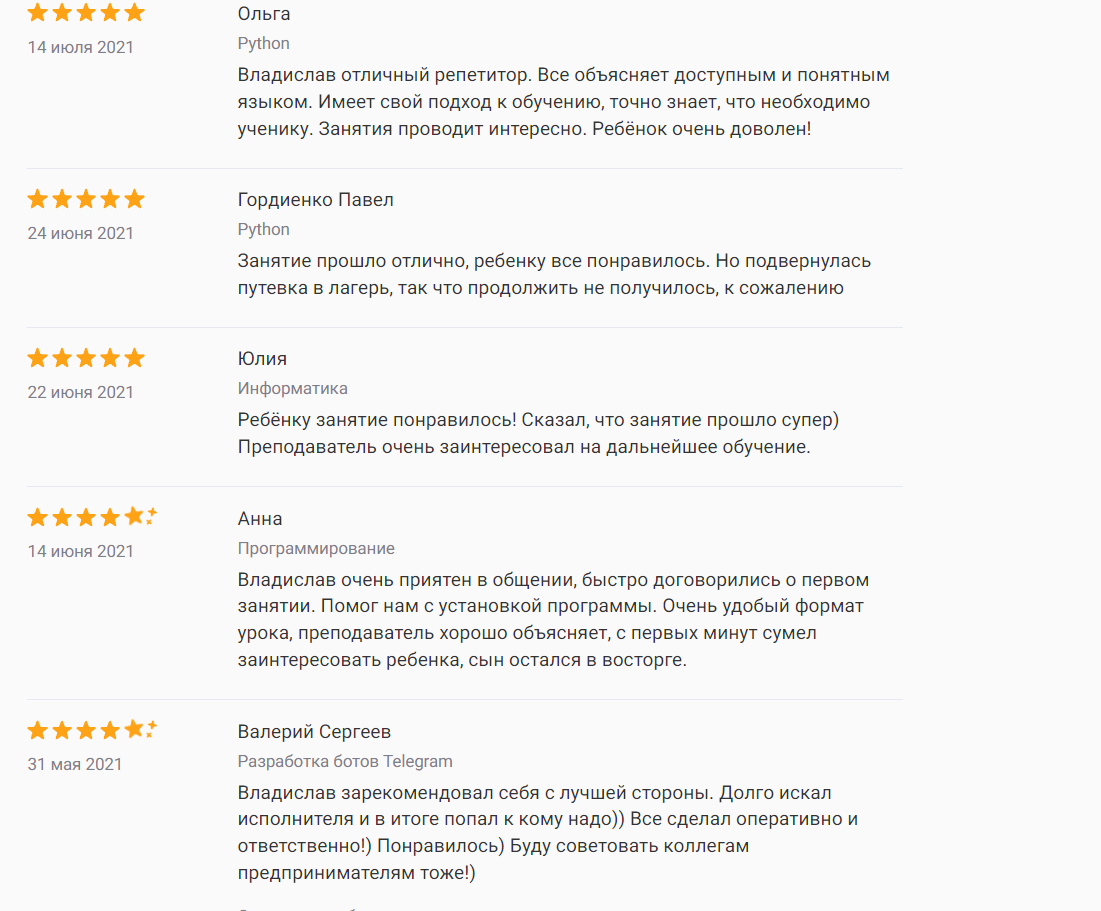 Ольга
14 июля 2021
Python
Владислав отличный репетитор. Все объясняет доступным и понятным
языком. Имеет свой подход к обучению, точно знает, что необходимо
ученику. Занятия проводит интересно. Ребёнок очень доволен!
Гордиенко Павел
24 июня 2021
Python
Занятие прошло отлично, ребенку все понравилось. Но подвернулась
путевка в лагерь, так что продолжить не получилось, к сожалению
Юлия
22 июня 2021
Информатика
Ребёнку занятие понравилось! Сказал, что занятие прошло супер)
Преподаватель очень заинтересовал на дальнейшее обучение.
Анна
14 июня 2021
Программирование
Владислав очень приятен в общении, быстро договорились о первом
занятии. Помог нам с установкой программы. Очень удобый формат
урока, преподаватель хорошо объясняет, с первых минут сумел
заинтересовать ребенка, сын остался в восторге.
Валерий Сергеев
31 мая 2021
Разработка ботов Telegram
Владислав зарекомендовал себя с лучшей стороны. Долго искал
исполнителя и в итоге попал к кому надо)) Все сделал оперативно и
ответственно!) Понравилось) Буду советовать коллегам
предпринимателям тоже!)